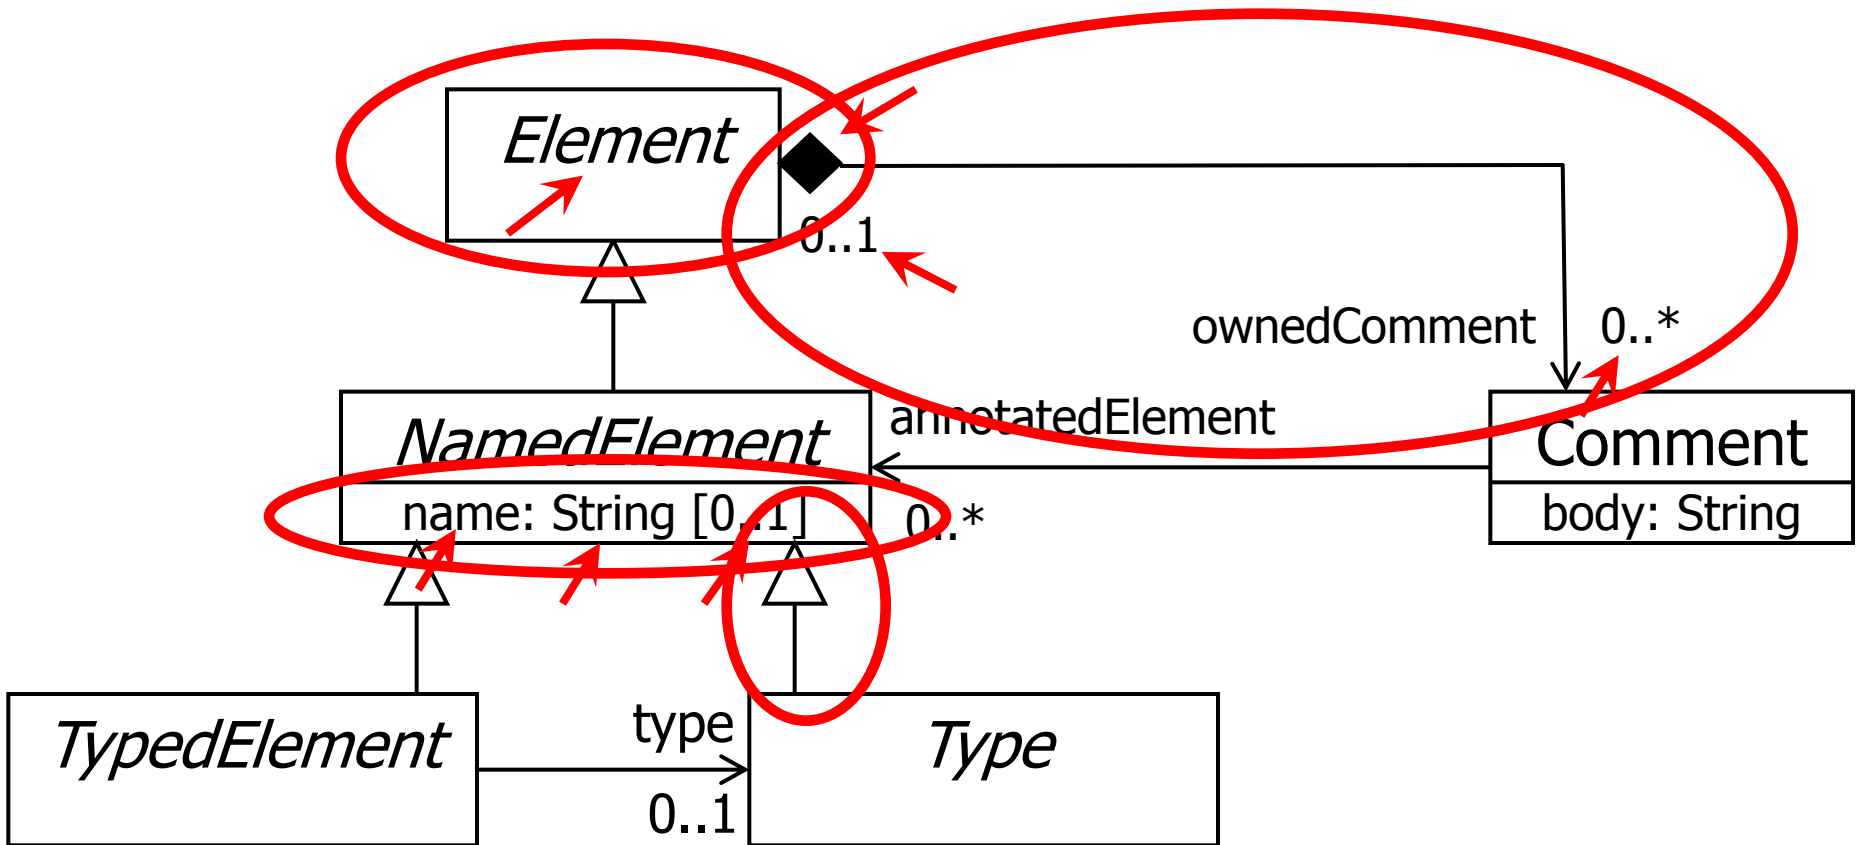 Element
0..1
ownedComment 0..*
annotatedElement
NamedElement
Comment
name: String [0..1]
0..*
body: String
type
TypedElement
Type
0..1